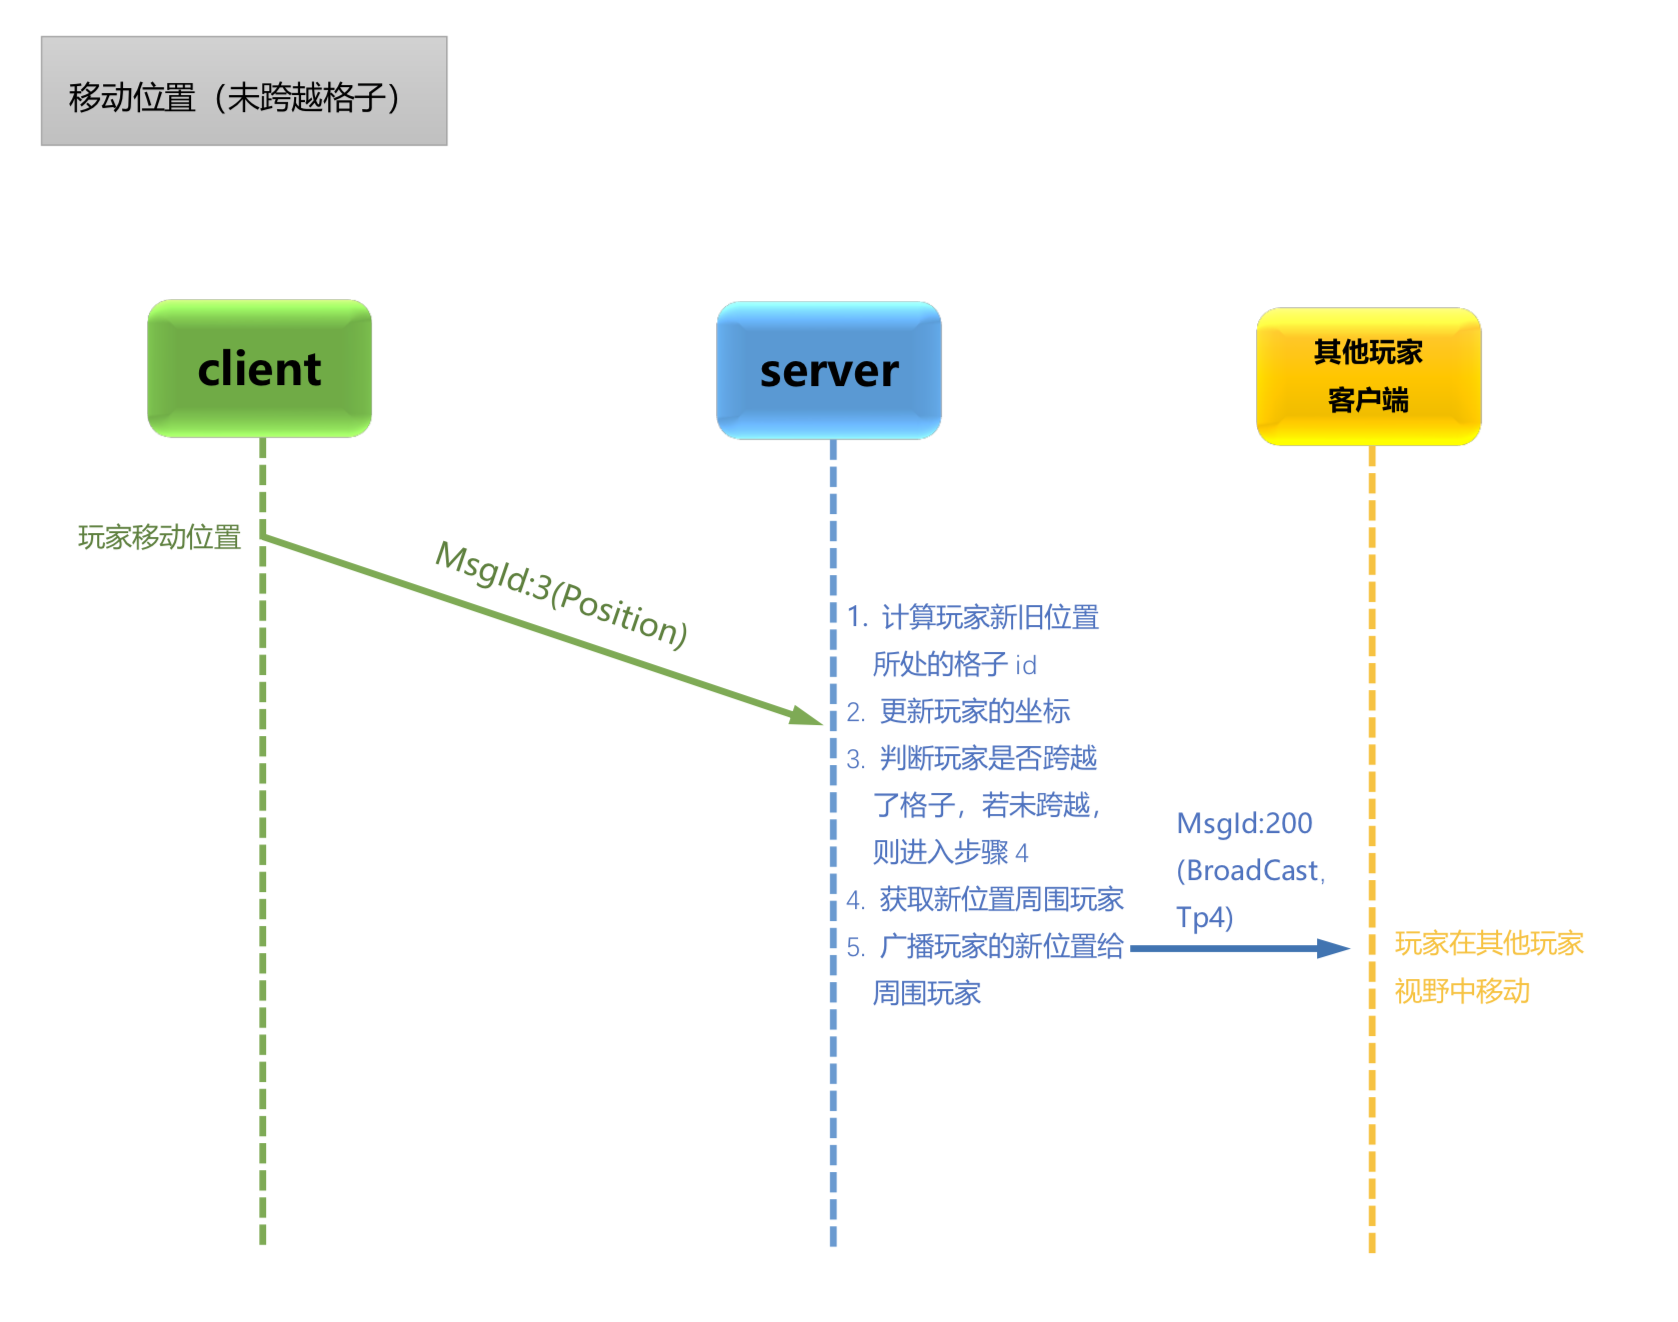 移动位置（未跨越格子）
client
server
其他玩家
客户端
玩家移动位置
MsgId:3(Position)
1. 计算玩家新旧位置
所处的格子 id
2. 更新玩家的坐标
3. 判断玩家是否跨越
了格子，若未跨越，
则进入步骤 4
4. 获取新位置周围玩家
5. 广播玩家的新位置给
周围玩家
MsgId:200
(BroadCast,
Tp4)
玩家在其他玩家
视野中移动